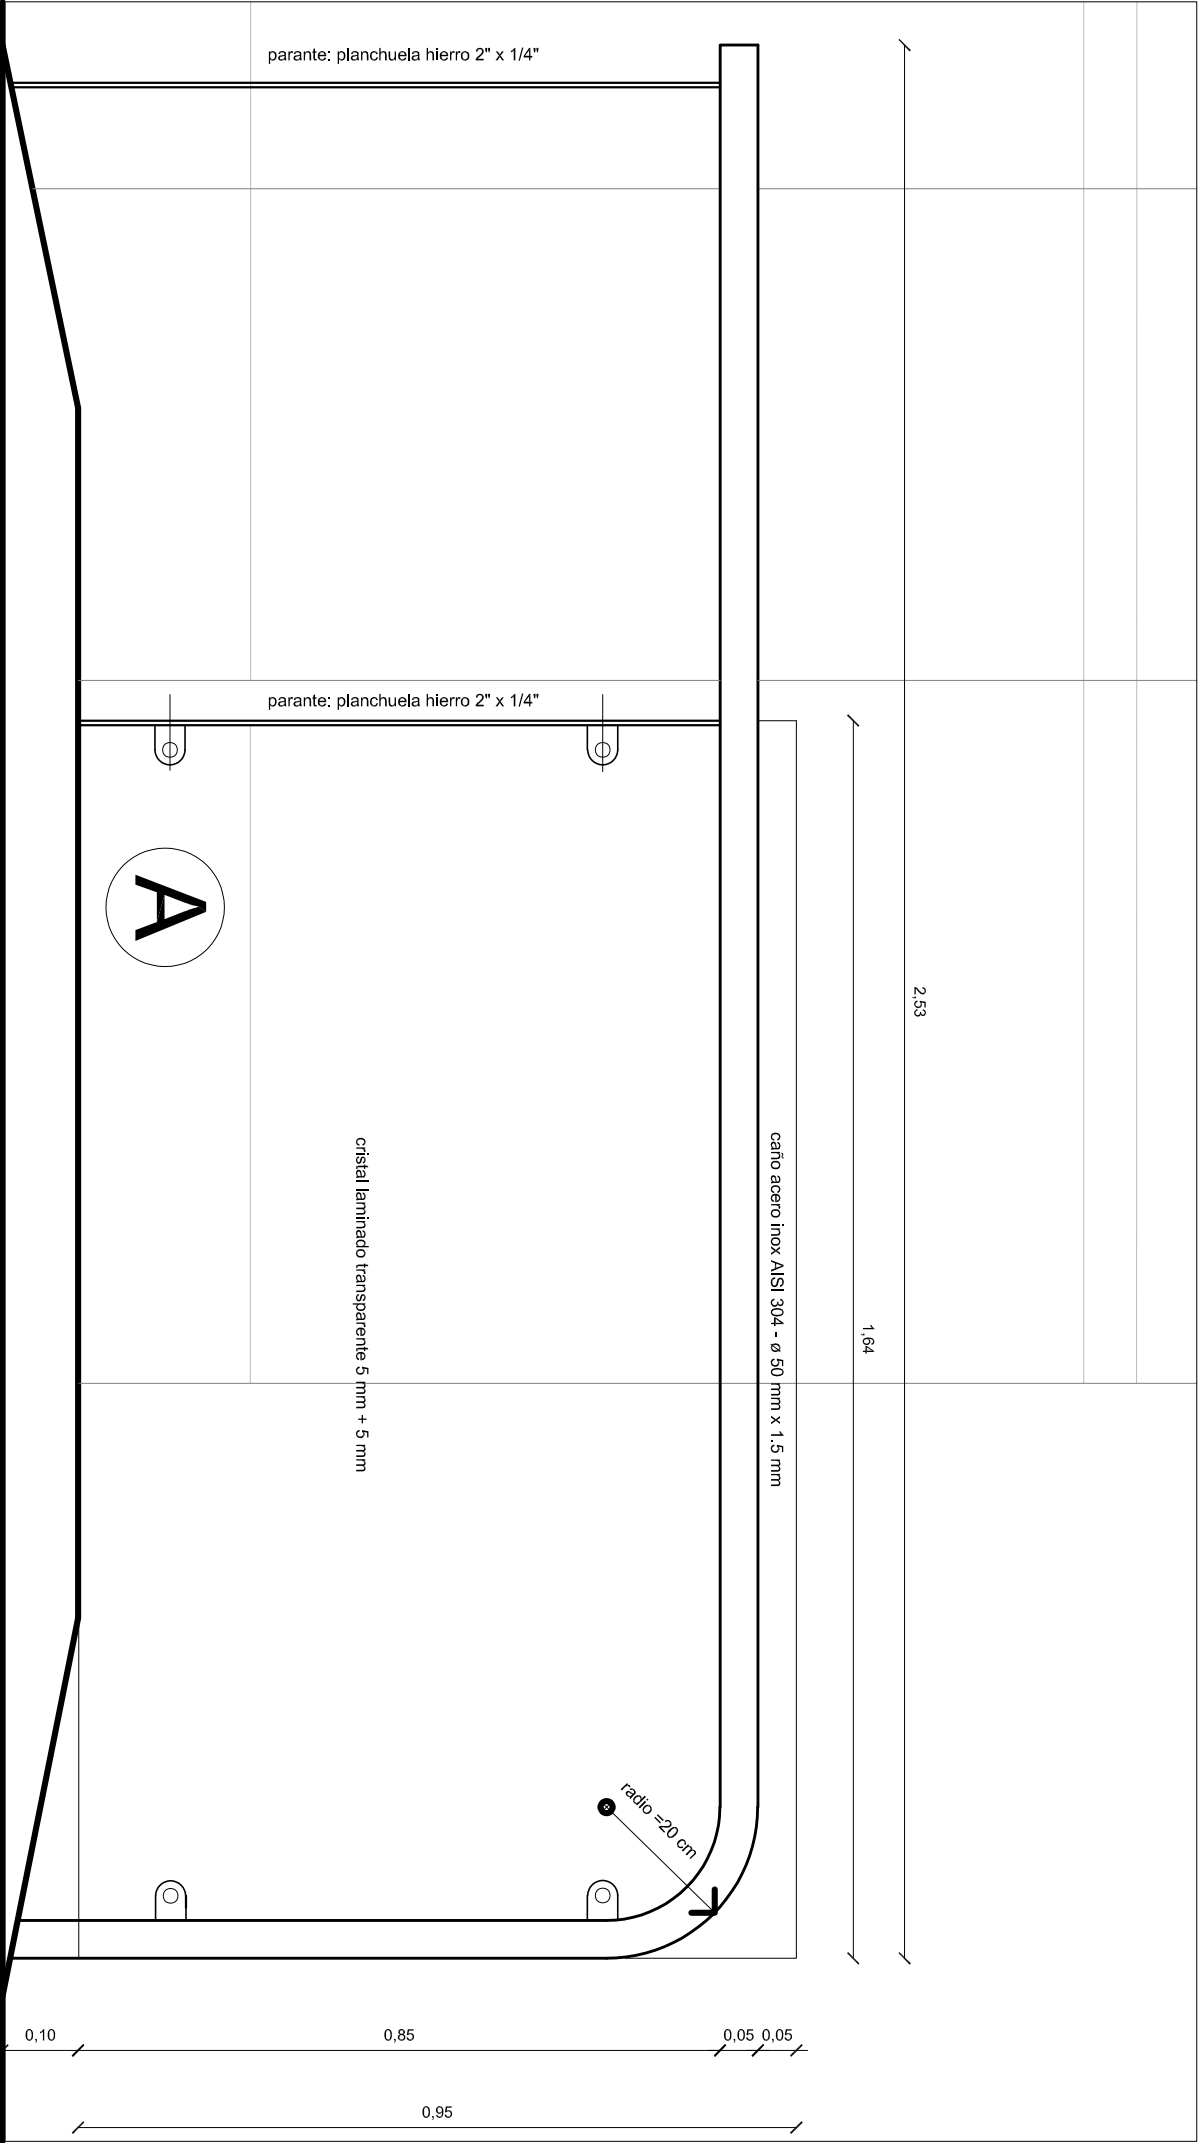 parante: planchuela hierro 2" x 1/4"
parante: planchuela hierro 2" x 1/4"
A
2,53
1,64
caño acero inox AISI 304 - ø 50 mm x 1.5 mm
cristal laminado transparente 5 mm + 5 mm
radio =20 cm
0,10
0,85
0,05
0,05
0,95